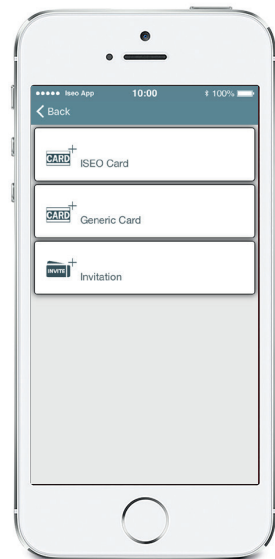 Iseo App 10:00 100%
Back
CARD ISEO Card
CARD Generic Card
INVITE Invitation